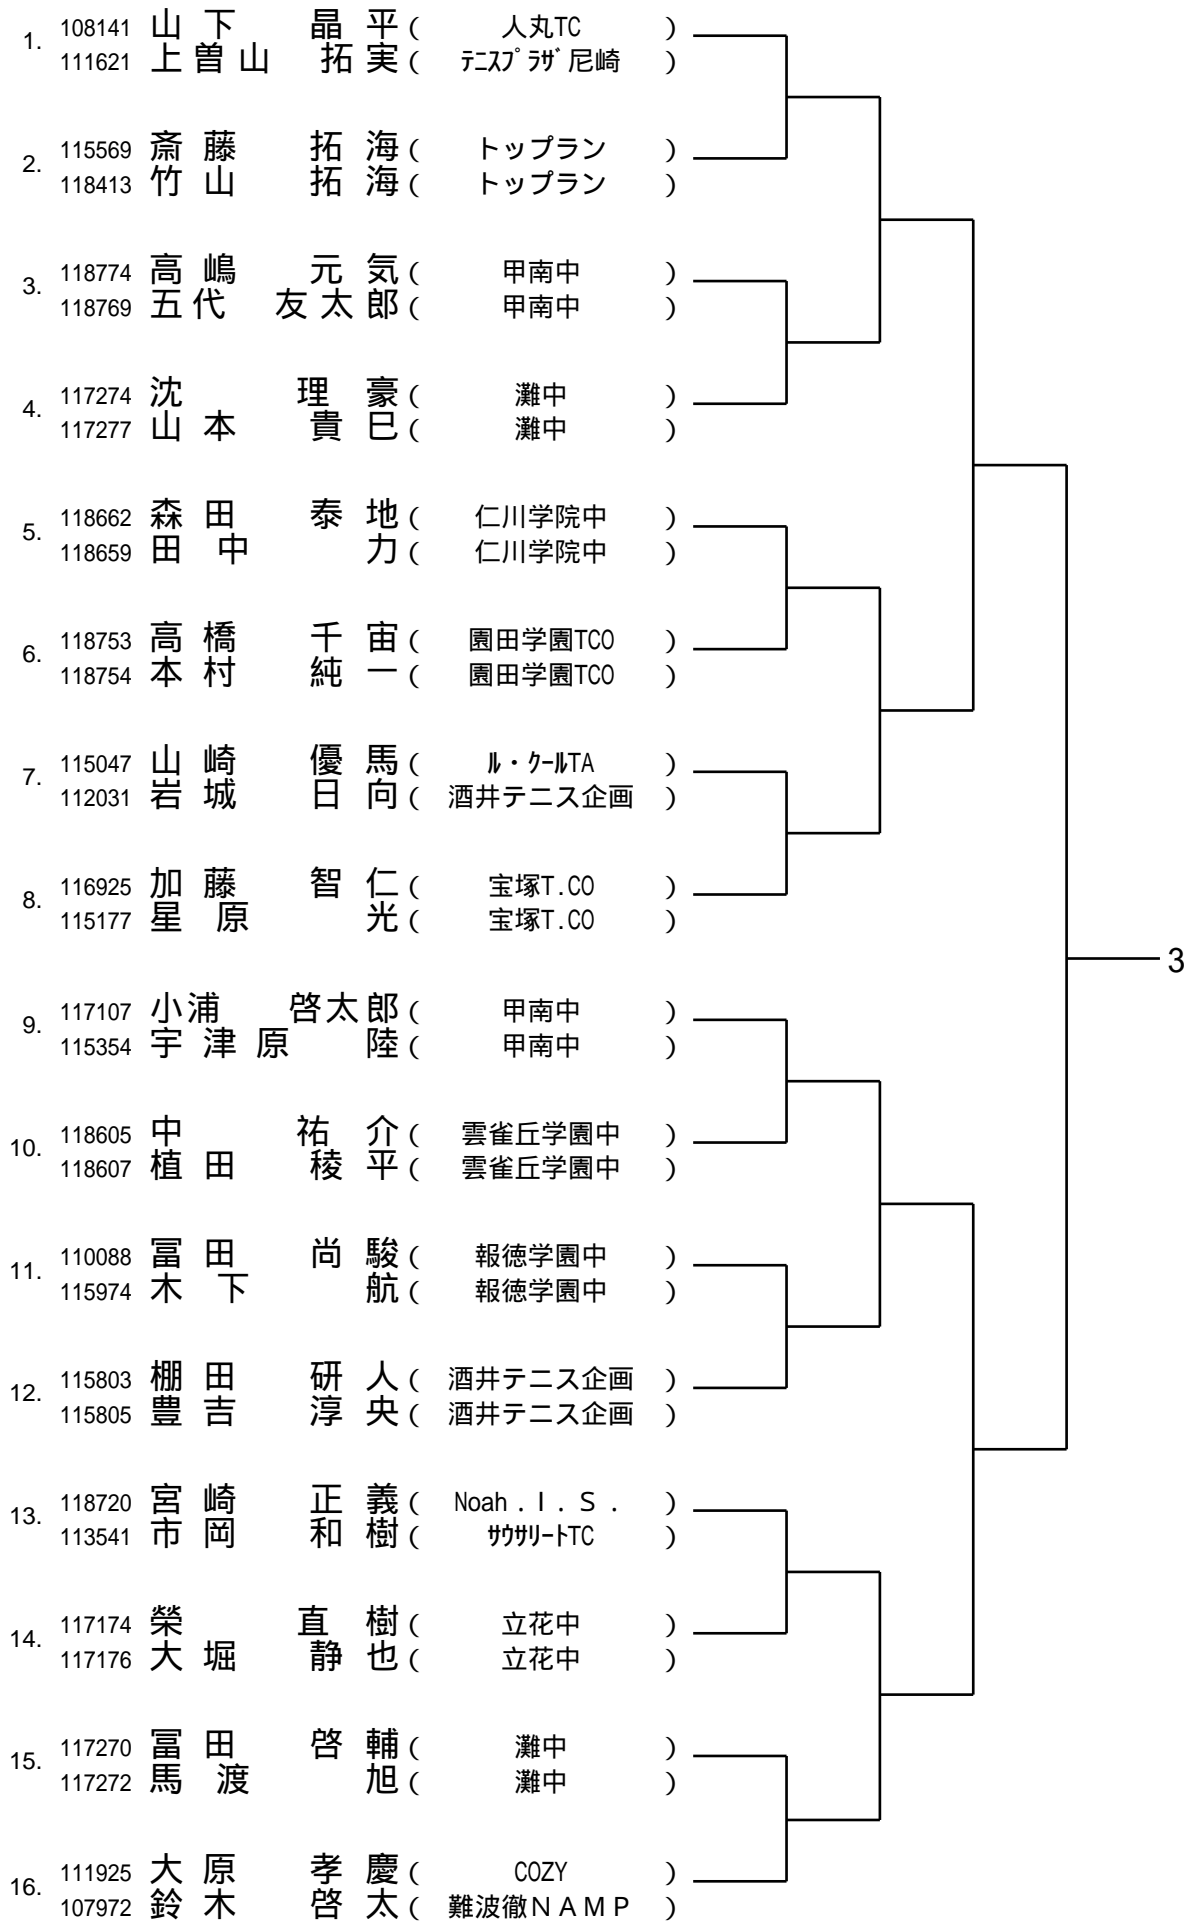 1. 108141 山下 晶平 ( 人丸TC )
111621 上曽山 拓実 ( ﾃﾆｽﾌﾟﾗｻﾞ尼崎 )
2. 115569 斎藤 拓海 ( トップラン )
118413 竹山 拓海 ( トップラン )
3. 118774 高嶋 元気 ( 甲南中 )
118769 五代 友太郎 ( 甲南中 )
4. 117274 沈 理豪 ( 灘中 )
117277 山本 貴巳 ( 灘中 )
5. 118662 森田 泰地 ( 仁川学院中 )
118659 田中 力 ( 仁川学院中 )
6. 118753 高橋 千宙 ( 園田学園TCO )
118754 本村 純一 ( 園田学園TCO )
7. 115047 山崎 優馬 ( ﾙ・ｸｰﾙTA )
112031 岩城 日向 ( 酒井テニス企画 )
8. 116925 加藤 智仁 ( 宝塚T.CO )
115177 星原 光 ( 宝塚T.CO )
3
9. 117107 小浦 啓太郎 ( 甲南中 )
115354 宇津原 陸 ( 甲南中 )
10. 118605 中 祐介 ( 雲雀丘学園中 )
118607 植田 稜平 ( 雲雀丘学園中 )
11. 110088 冨田 尚駿 ( 報徳学園中 )
115974 木下 航 ( 報徳学園中 )
12. 115803 棚田 研人 ( 酒井テニス企画 )
115805 豊吉 淳央 ( 酒井テニス企画 )
13. 118720 宮崎 正義 ( Noah．Ｉ．Ｓ． )
113541 市岡 和樹 ( ｻｳｻﾘｰﾄTC )
14. 117174 榮 直樹 ( 立花中 )
117176 大堀 静也 ( 立花中 )
15. 117270 冨田 啓輔 ( 灘中 )
117272 馬渡 旭 ( 灘中 )
16. 111925 大原 孝慶 ( COZY )
107972 鈴木 啓太 ( 難波徹ＮＡＭＰ )